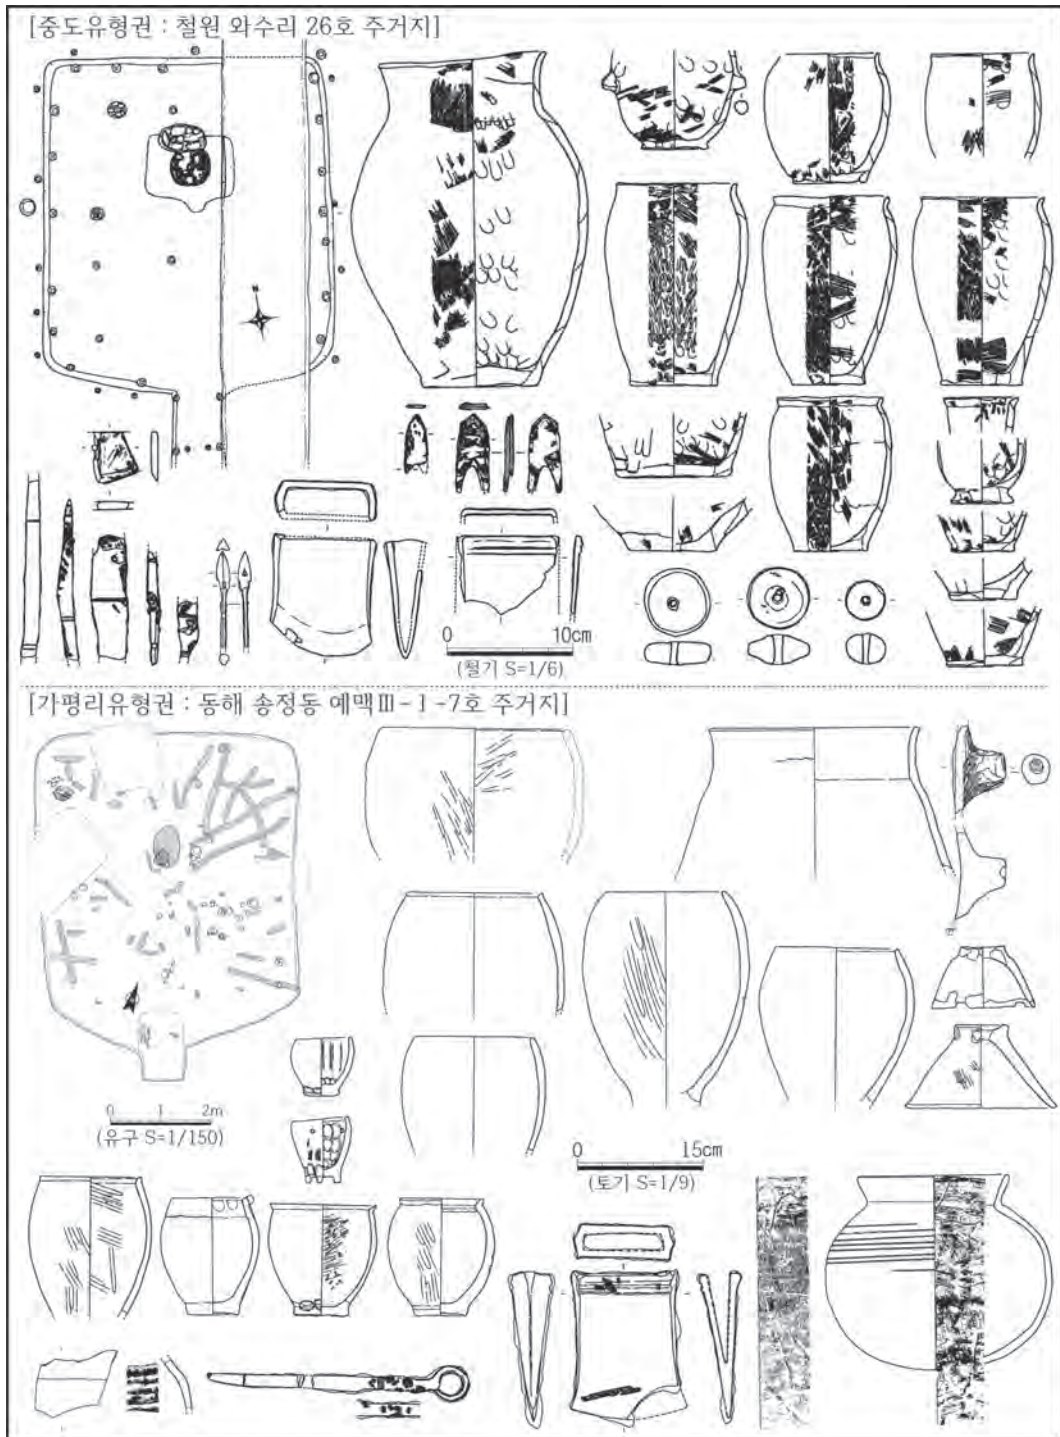 [중도유형권 : 철원 와수리 26호 주거지]
0 10cm
(철기 S=1/6)
[가평리유형권 : 동해 송정동 예맥Ⅲ-1-7호 주거지]
0 1 2m
(유구 S=1/150)
0 15cm
(토기 S=1/9)